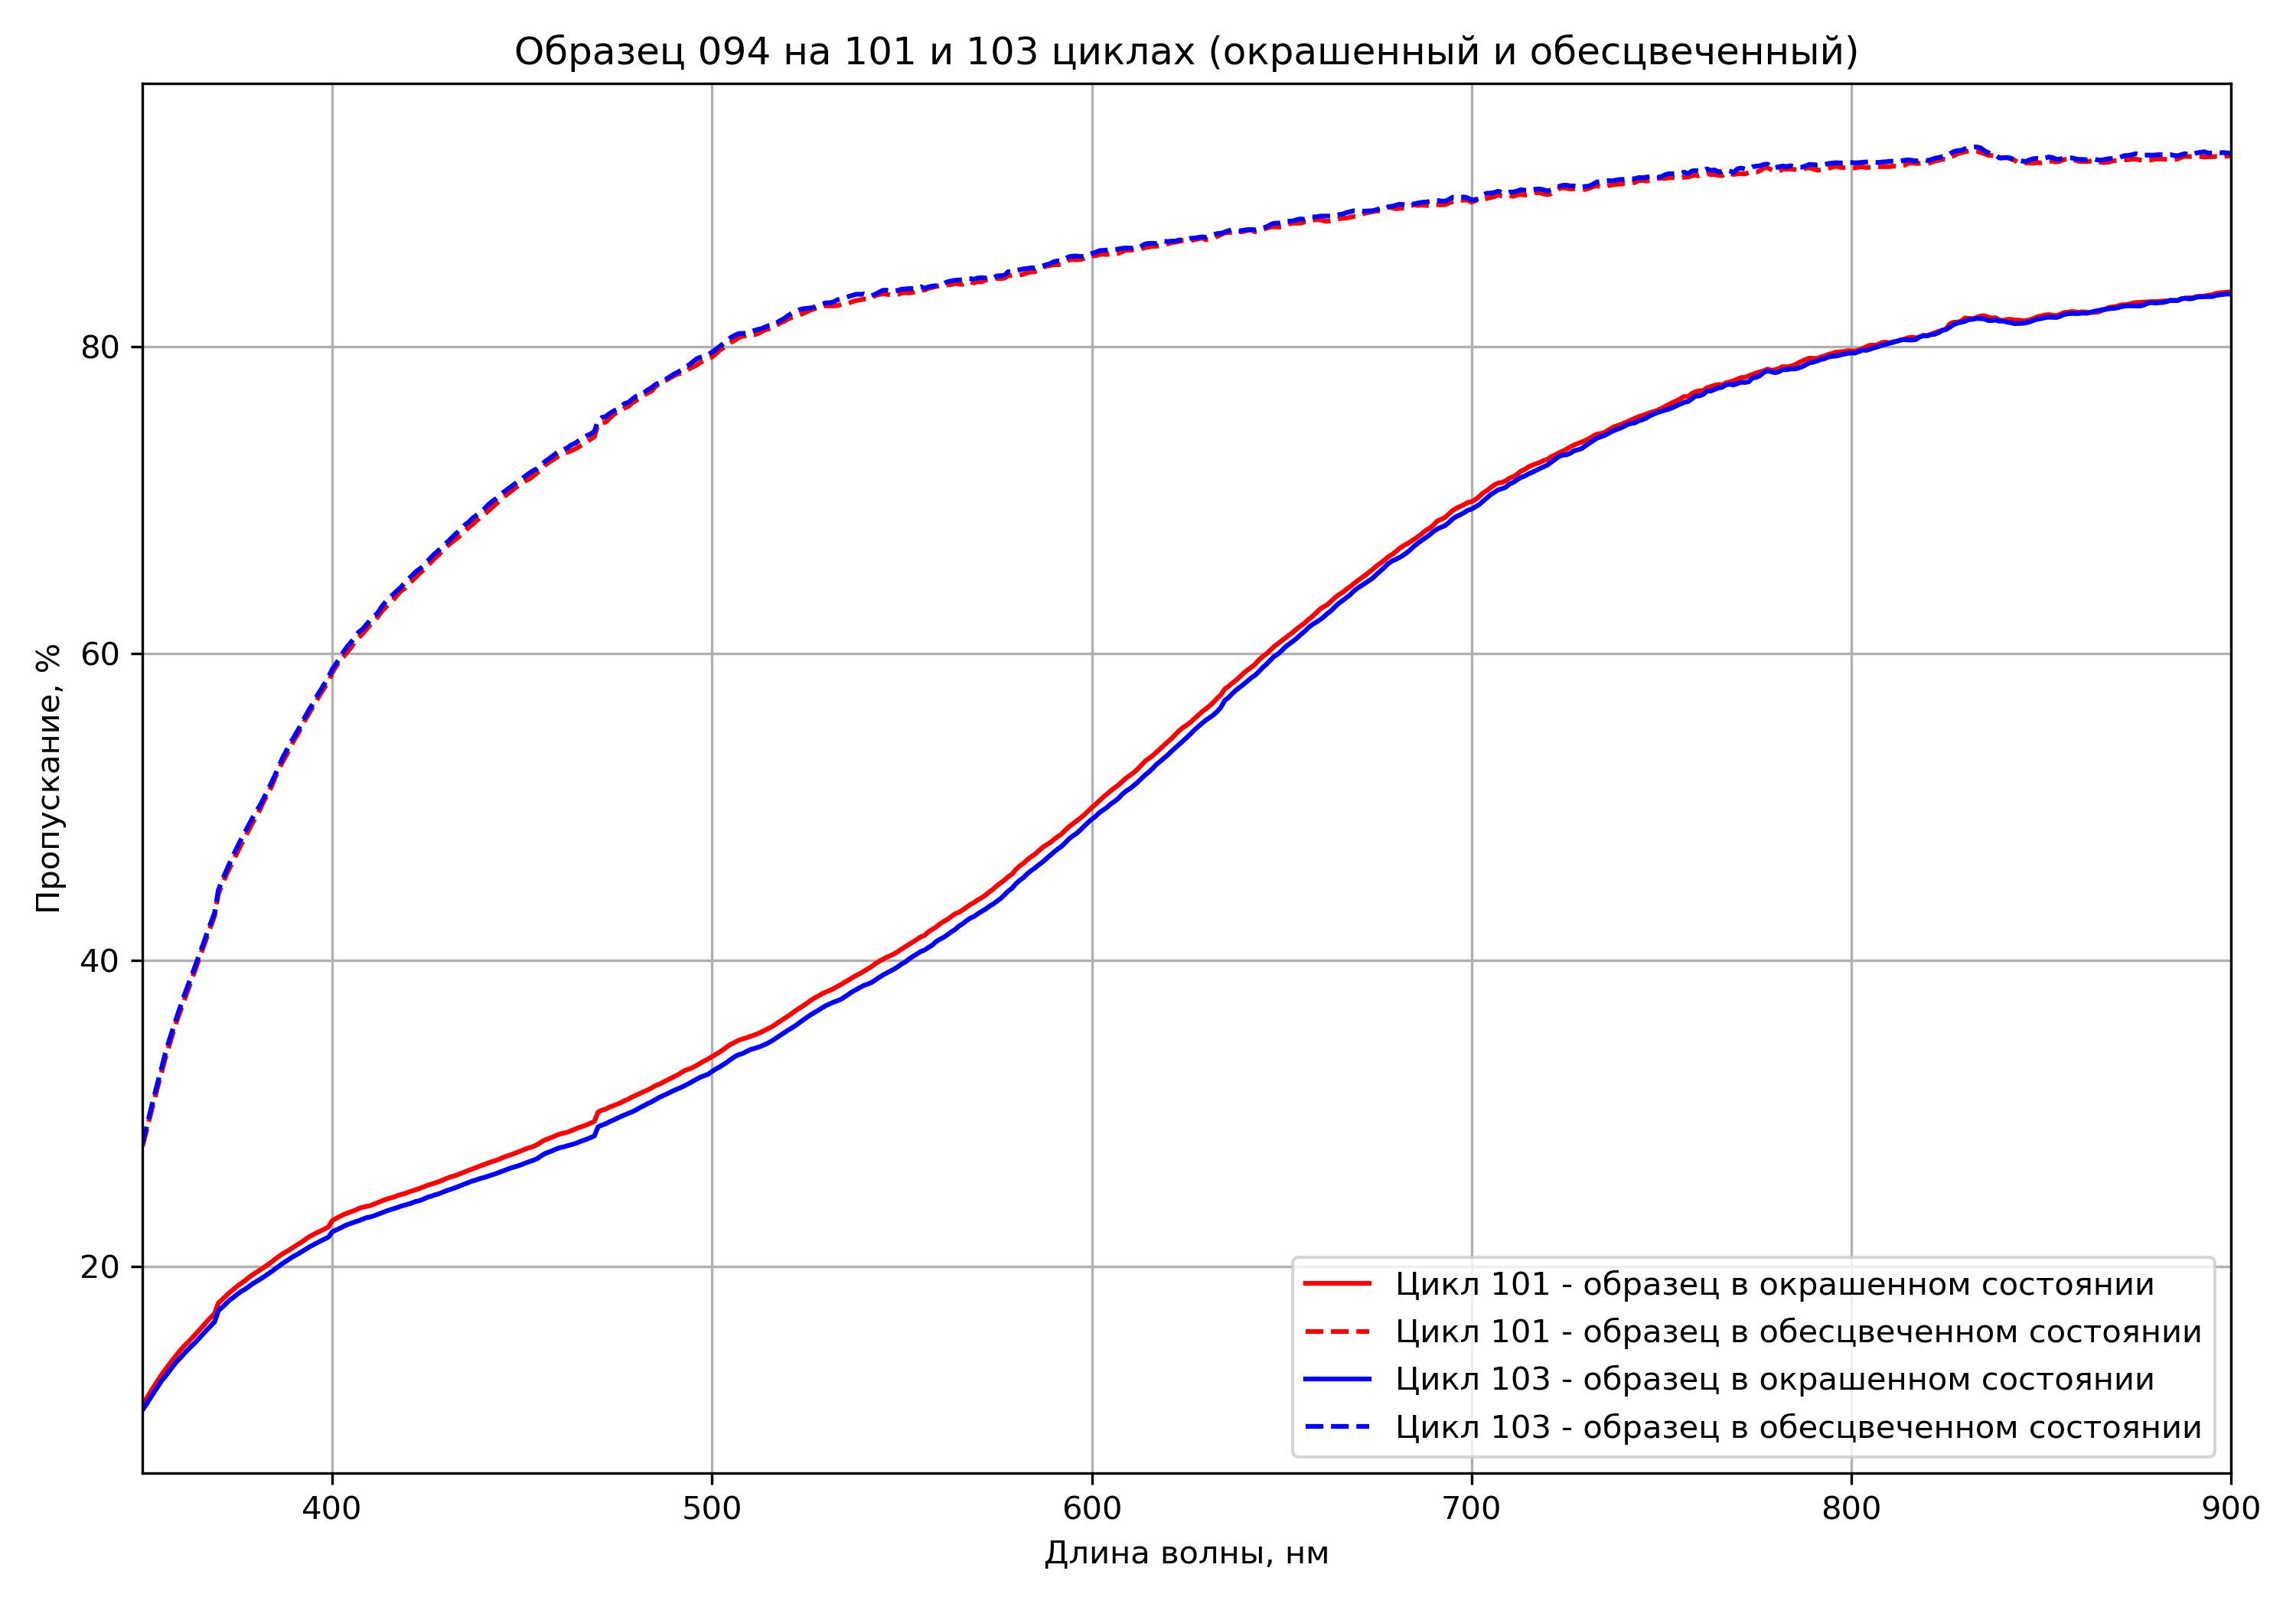 Образец 094 на 101 и 103 циклах (окрашенный и обесцвеченный)
Пропускание, %
80
60
40
20
Цикл 101 - образец в окрашенном состоянии
Цикл 101 - образец в обесцвеченном состоянии
Цикл 103 - образец в окрашенном состоянии
Цикл 103 - образец в обесцвеченном состоянии
400 500 600 700 800 900
Длина волны, нм